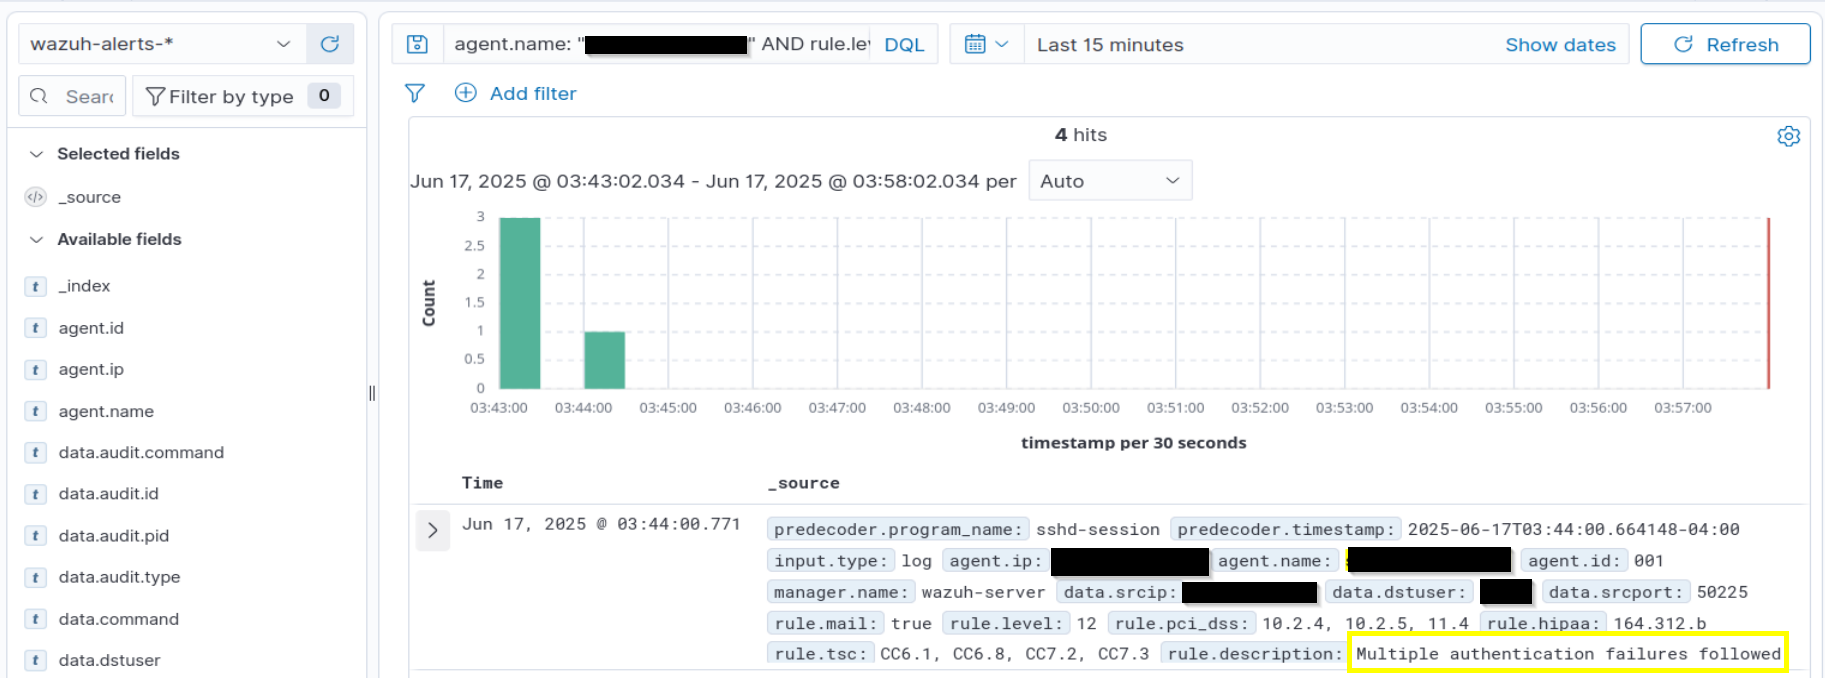 wazuh-alerts-*
Filter by type 0
Selected fields
_source
Available fields
t _index
t agent.id
t agent.ip
t agent.name
t data.audit.command
t data.audit.id
t data.audit.pid
t data.audit.type
t data.command
t data.dstuser
agent.name: " " AND rule.le DQL
Last 15 minutes
Show dates
Refresh
Add filter
4 hits
Jun 17, 2025 @ 03:43:02.034 - Jun 17, 2025 @ 03:58:02.034 per Auto
Count
3
2.5
2
1.5
1
0.5
0
03:43:00 03:44:00 03:45:00 03:46:00 03:47:00 03:48:00 03:49:00 03:50:00 03:51:00 03:52:00 03:53:00 03:54:00 03:55:00 03:56:00 03:57:00
timestamp per 30 seconds
Time _source
Jun 17, 2025 @ 03:44:00.771
predecoder.program_name: sshd-session predecoder.timestamp: 2025-06-17T03:44:00.664148-04:00
input.type: log agent.ip: agent.name: agent.id: 001
manager.name: wazuh-server data.srcip: data.dstuser: data.srcport: 50225
rule.mail: true rule.level: 12 rule.pci_dss: 10.2.4, 10.2.5, 11.4 rule.hipaa: 164.312.b
rule.tsc: CC6.1, CC6.8, CC7.2, CC7.3 rule.description: Multiple authentication failures followed